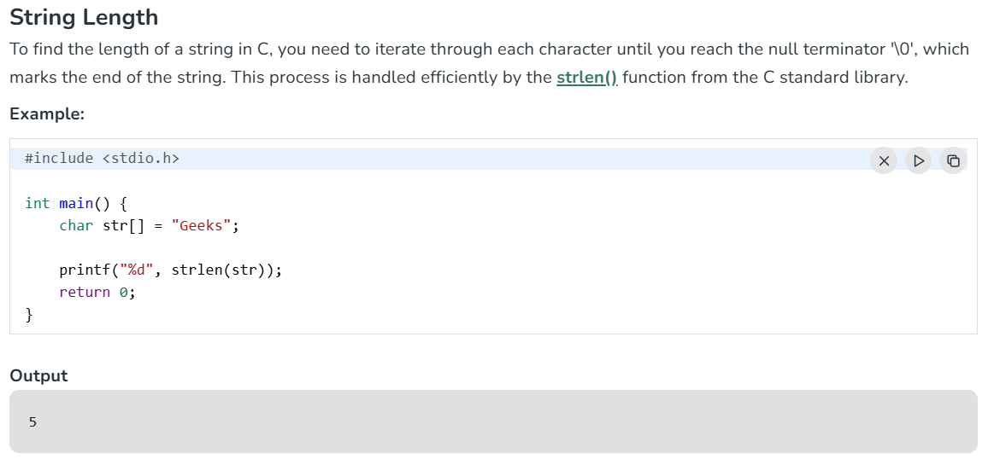 String Length
To find the length of a string in C, you need to iterate through each character until you reach the null terminator '\0', which
marks the end of the string. This process is handled efficiently by the strlen() function from the C standard library.
Example:
#include <stdio.h>
int main() {
    char str[] = "Geeks";
    printf("%d", strlen(str));
    return 0;
}
Output
5